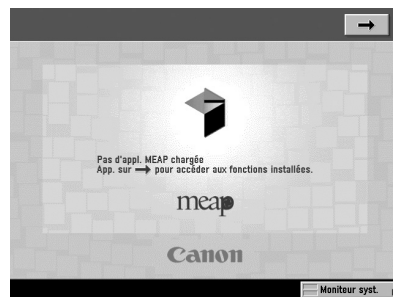 Pas d'appl. MEAP chargée
App. sur → pour accéder aux fonctions installées.
meap
Canon
Moniteur syst.